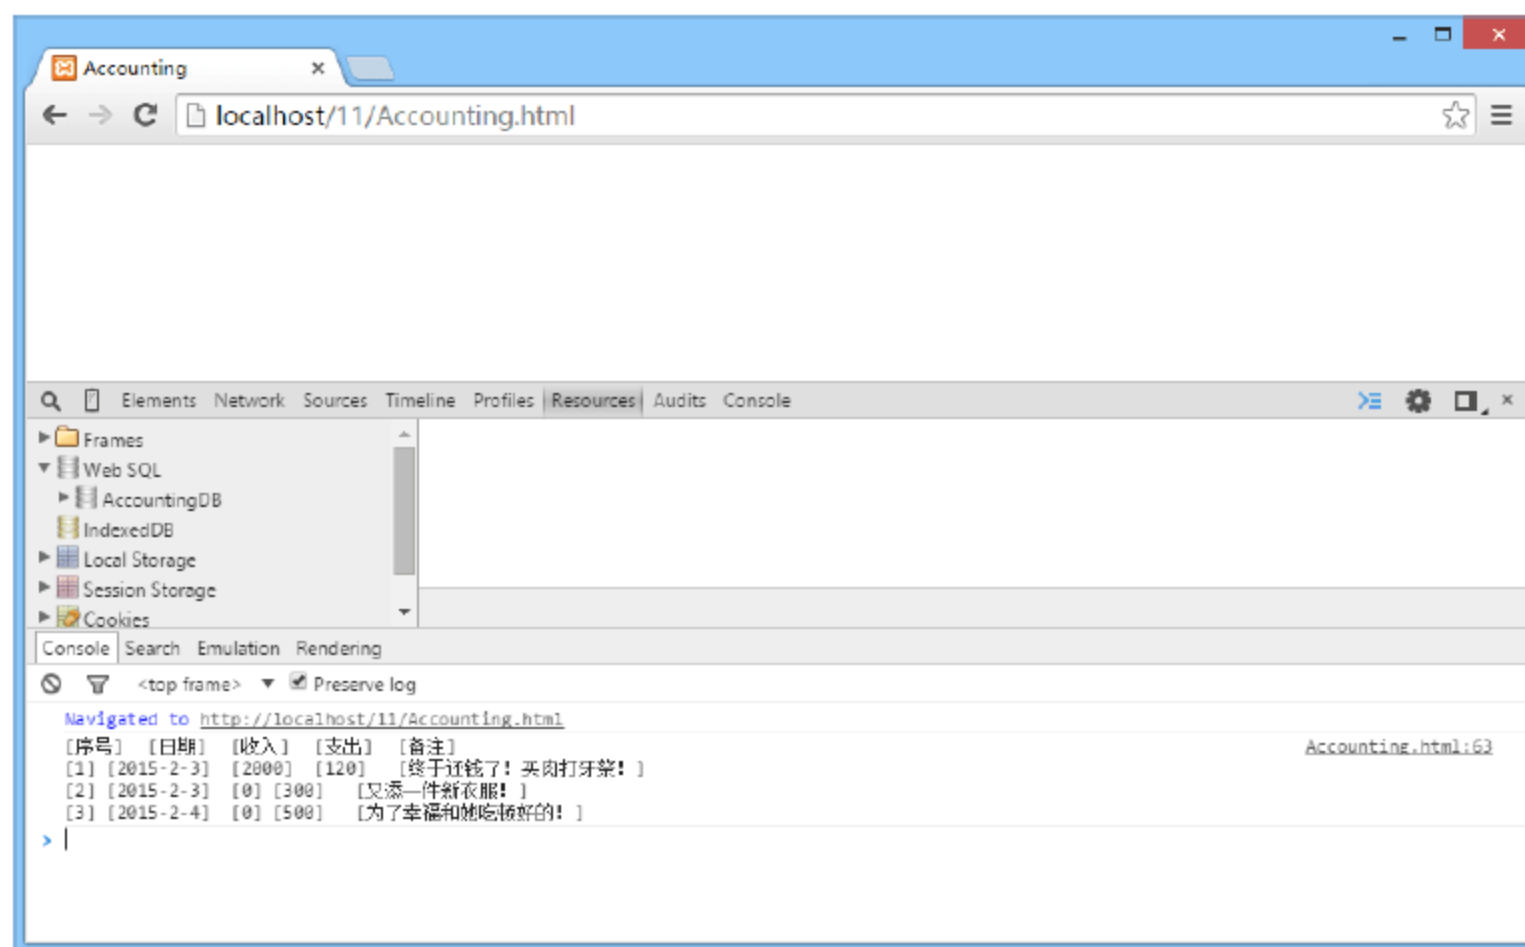 Accounting
localhost/11/Accounting.html
Elements Network Sources Timeline Profiles Resources Audits Console
Frames
Web SQL
AccountingDB
IndexedDB
Local Storage
Session Storage
Cookies
Console Search Emulation Rendering
<top frame> Preserve log
Navigated to http://localhost/11/Accounting.html
[序号] [日期] [收入] [支出] [备注] Accounting.html:63
[1] [2015-2-3] [2000] [120] [终于还钱了! 买肉打牙祭! ]
[2] [2015-2-3] [0] [300] [又添一件新衣服! ]
[3] [2015-2-4] [0] [500] [为了幸福和她吃顿好的! ]
>